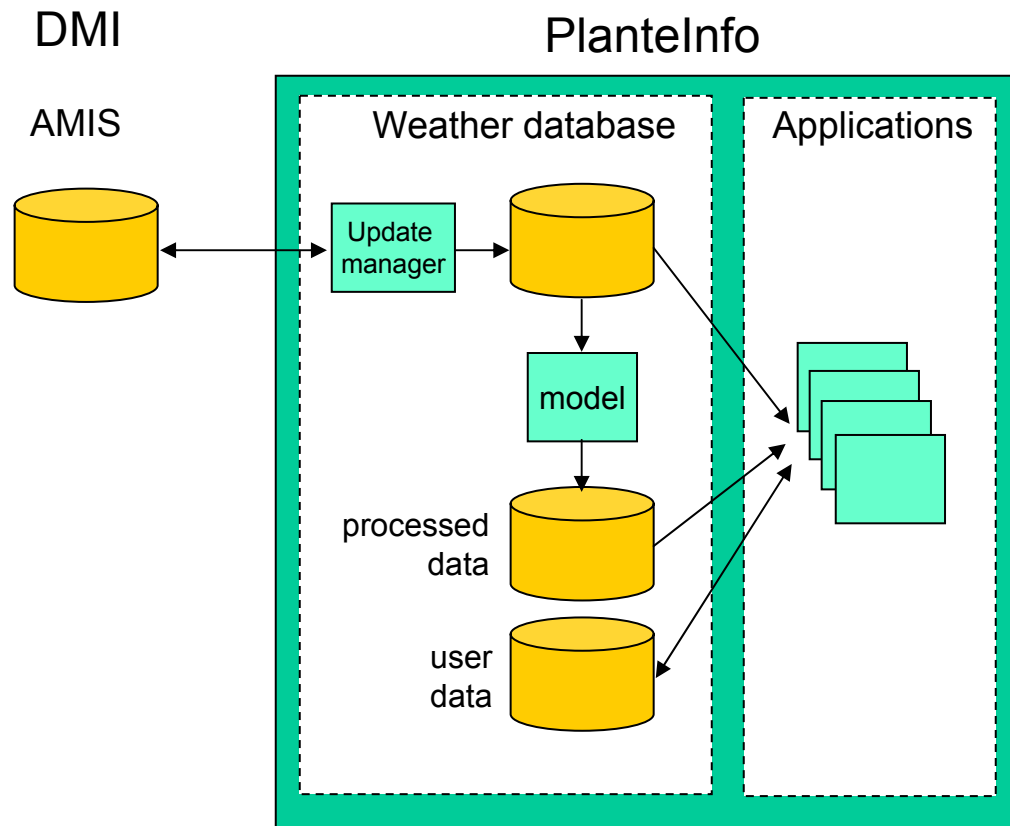 DMI
PlanteInfo
AMIS
Weather database
Applications
Update
manager
model
processed
data
user
data